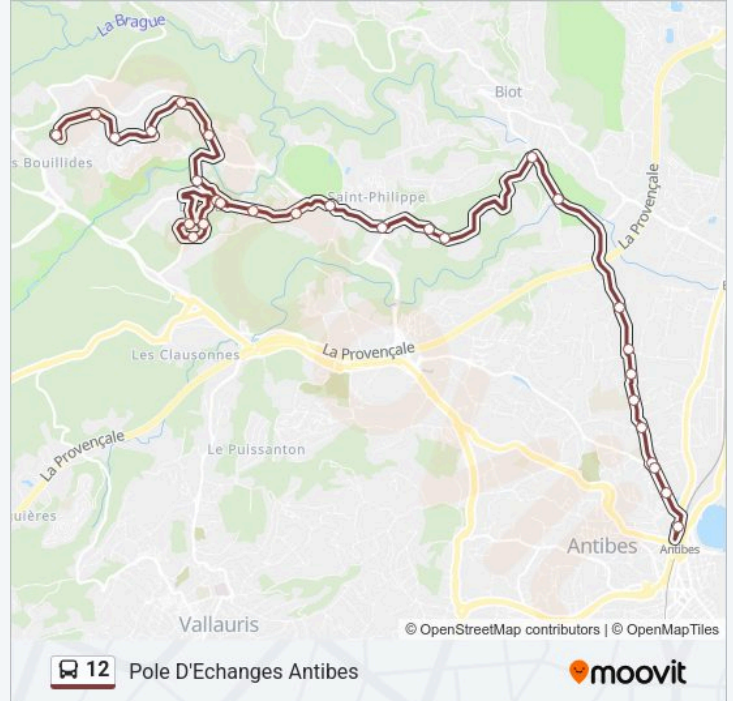 La Brague
Biot
s Bouillides
Saint-Philippe
La Provençale
Les Clausonnes
La Provençale
Le Puissanton
La Provençale
uières
Antibes
Antibes
Vallauris
© OpenStreetMap contributors | © OpenMapTiles
12 Pole D'Echanges Antibes
moovit